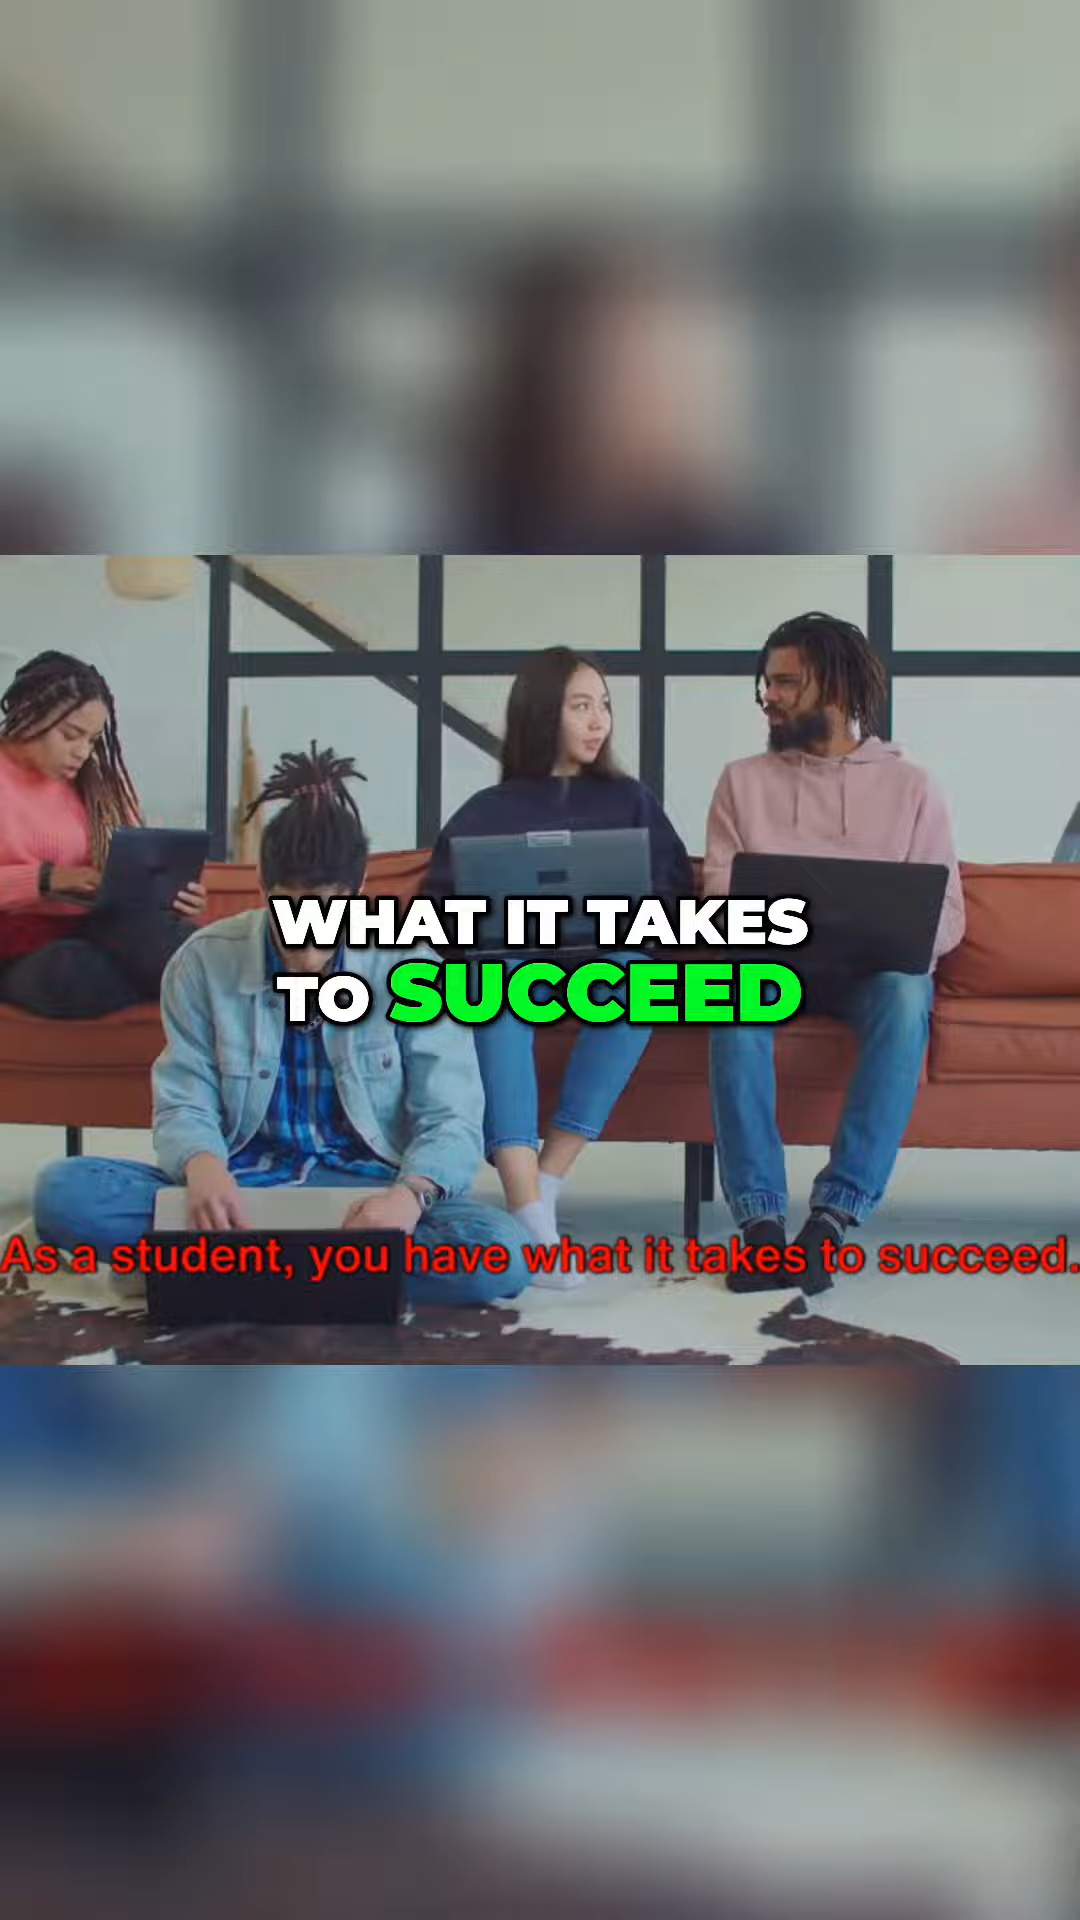 WHAT IT TAKES
TO SUCCEED
As a student, you have what it takes to succeed.